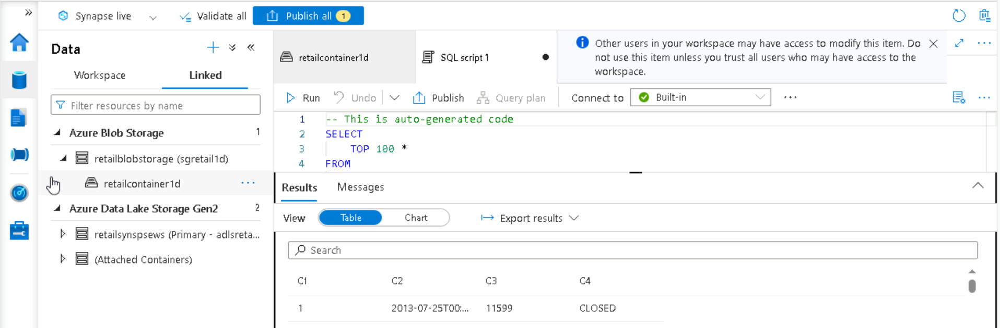 Synapse live
Validate all
Publish all 1
Data
Workspace
Linked
Filter resources by name
Azure Blob Storage 1
retailblobstorage (sgretail1d)
retailcontainer1d
Azure Data Lake Storage Gen2 2
retailsynspsews (Primary - adlsreta...
(Attached Containers)
retailcontainer1d
SQL script 1
Other users in your workspace may have access to modify this item. Do
not use this item unless you trust all users who may have access to the
workspace.
Run
Undo
Publish
Query plan
Connect to
Built-in
1 -- This is auto-generated code
2 SELECT
3 TOP 100 *
4 FROM
Results
Messages
View
Table
Chart
Export results
Search
C1 C2 C3 C4
1 2013-07-25T00:... 11599 CLOSED